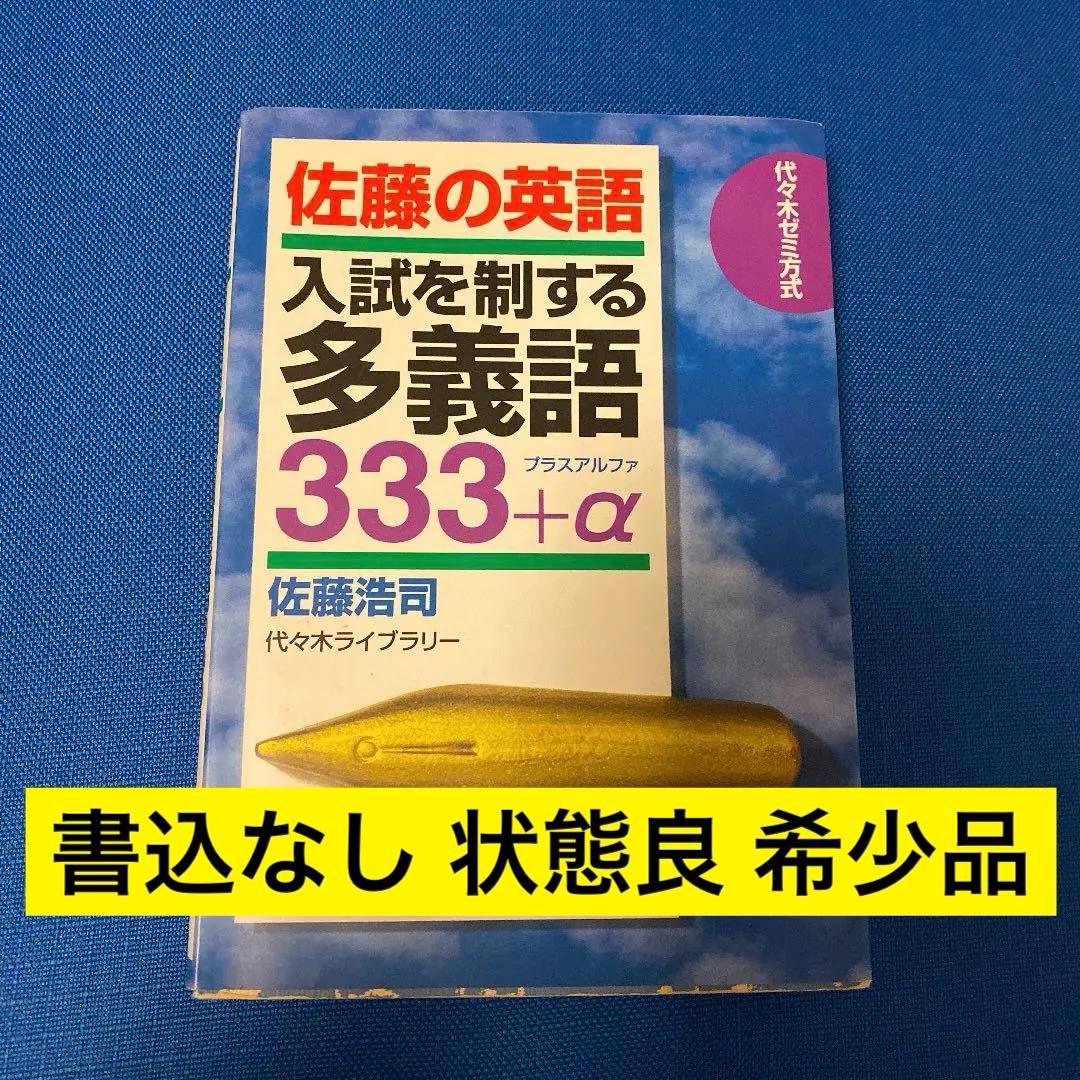 佐藤の英語
代々木ゼミ方式
入試を制する
多義語
プラスアルファ
333+α
佐藤浩司
代々木ライブラリー
書込なし 状態良 希少品